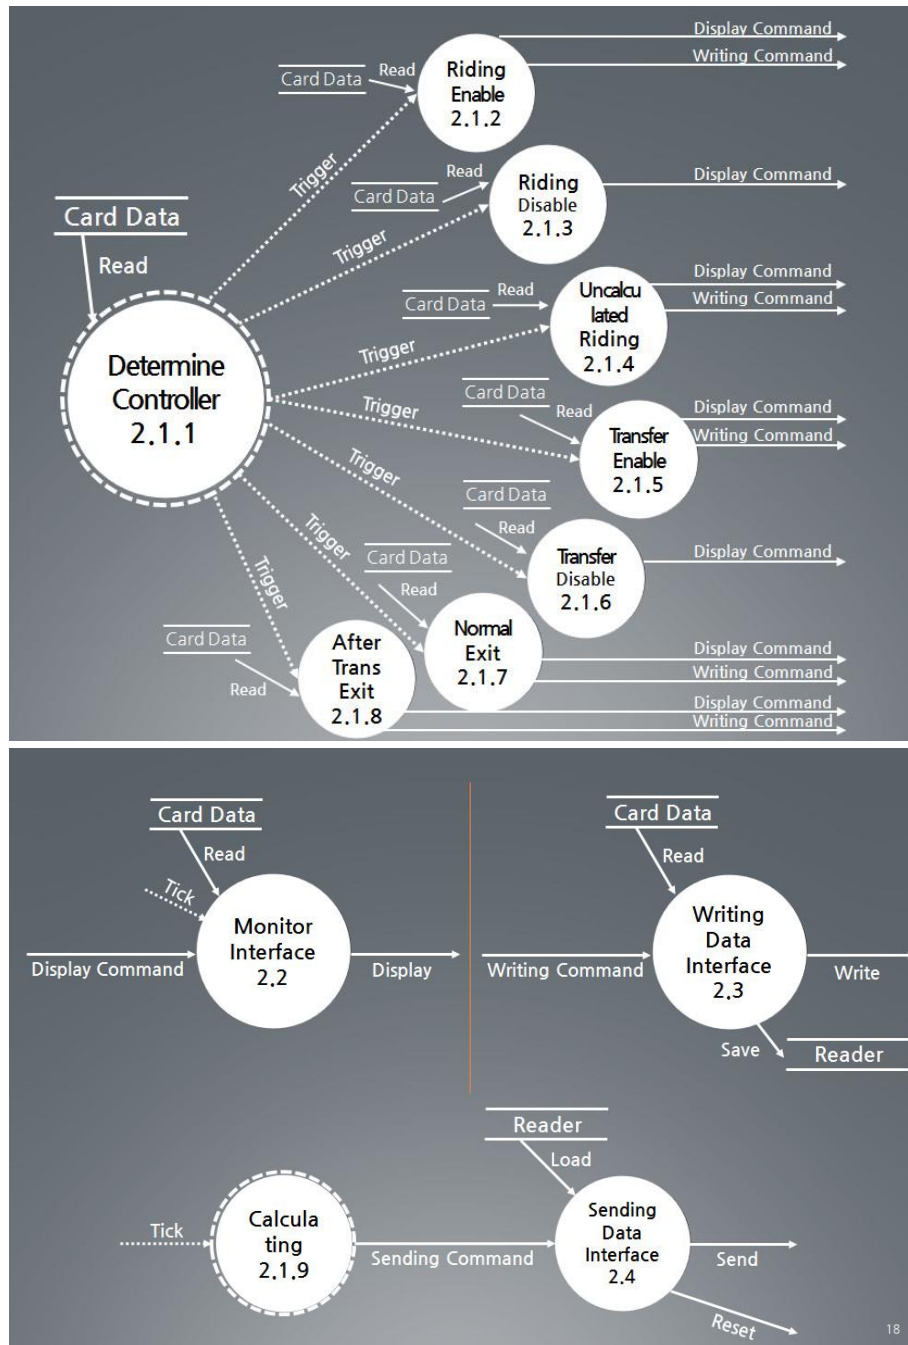 Display Command
Writing Command
Riding
Enable
2.1.2
Read
Card Data
Trigger
Display Command
Riding
Disable
2.1.3
Read
Card Data
Trigger
Card Data
Read
Display Command
Writing Command
Uncalcu
lated
Riding
2.1.4
Read
Card Data
Trigger
Determine
Controller
2.1.1
Display Command
Writing Command
Transfer
Enable
2.1.5
Card Data
Read
Trigger
Trigger
Card Data
Read
Display Command
Transfer
Disable
2.1.6
Trigger
Card Data
Read
Normal
Exit
2.1.7
Display Command
Writing Command
Trigger
Card Data
Read
After
Trans
Exit
2.1.8
Display Command
Writing Command
Card Data
Read
Tick
Monitor
Interface
2.2
Display Command
Display
Card Data
Read
Writing
Data
Interface
2.3
Writing Command
Write
Save
Reader
Reader
Load
Tick
Calcula
ting
2.1.9
Sending Command
Sending
Data
Interface
2.4
Send
Reset
18